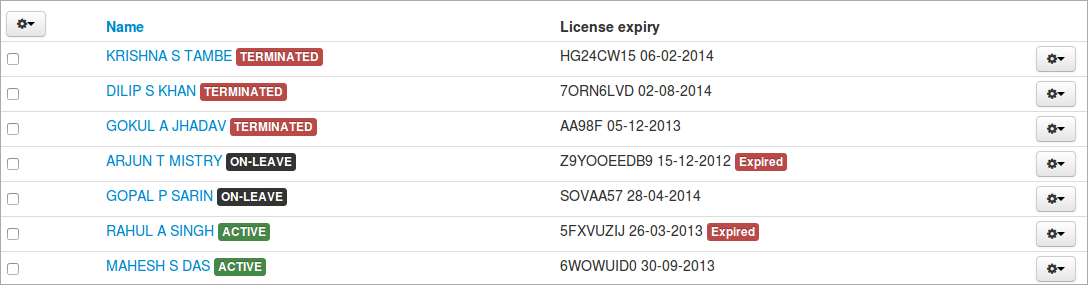 Name License expiry
KRISHNA S TAMBE TERMINATED HG24CW15 06-02-2014
DILIP S KHAN TERMINATED 7ORN6LVD 02-08-2014
GOKUL A JHADAV TERMINATED AA98F 05-12-2013
ARJUN T MISTRY ON-LEAVE Z9YOOEEDB9 15-12-2012 Expired
GOPAL P SARIN ON-LEAVE SOVAA57 28-04-2014
RAHUL A SINGH ACTIVE 5FXVUZIJ 26-03-2013 Expired
MAHESH S DAS ACTIVE 6WOWUID0 30-09-2013